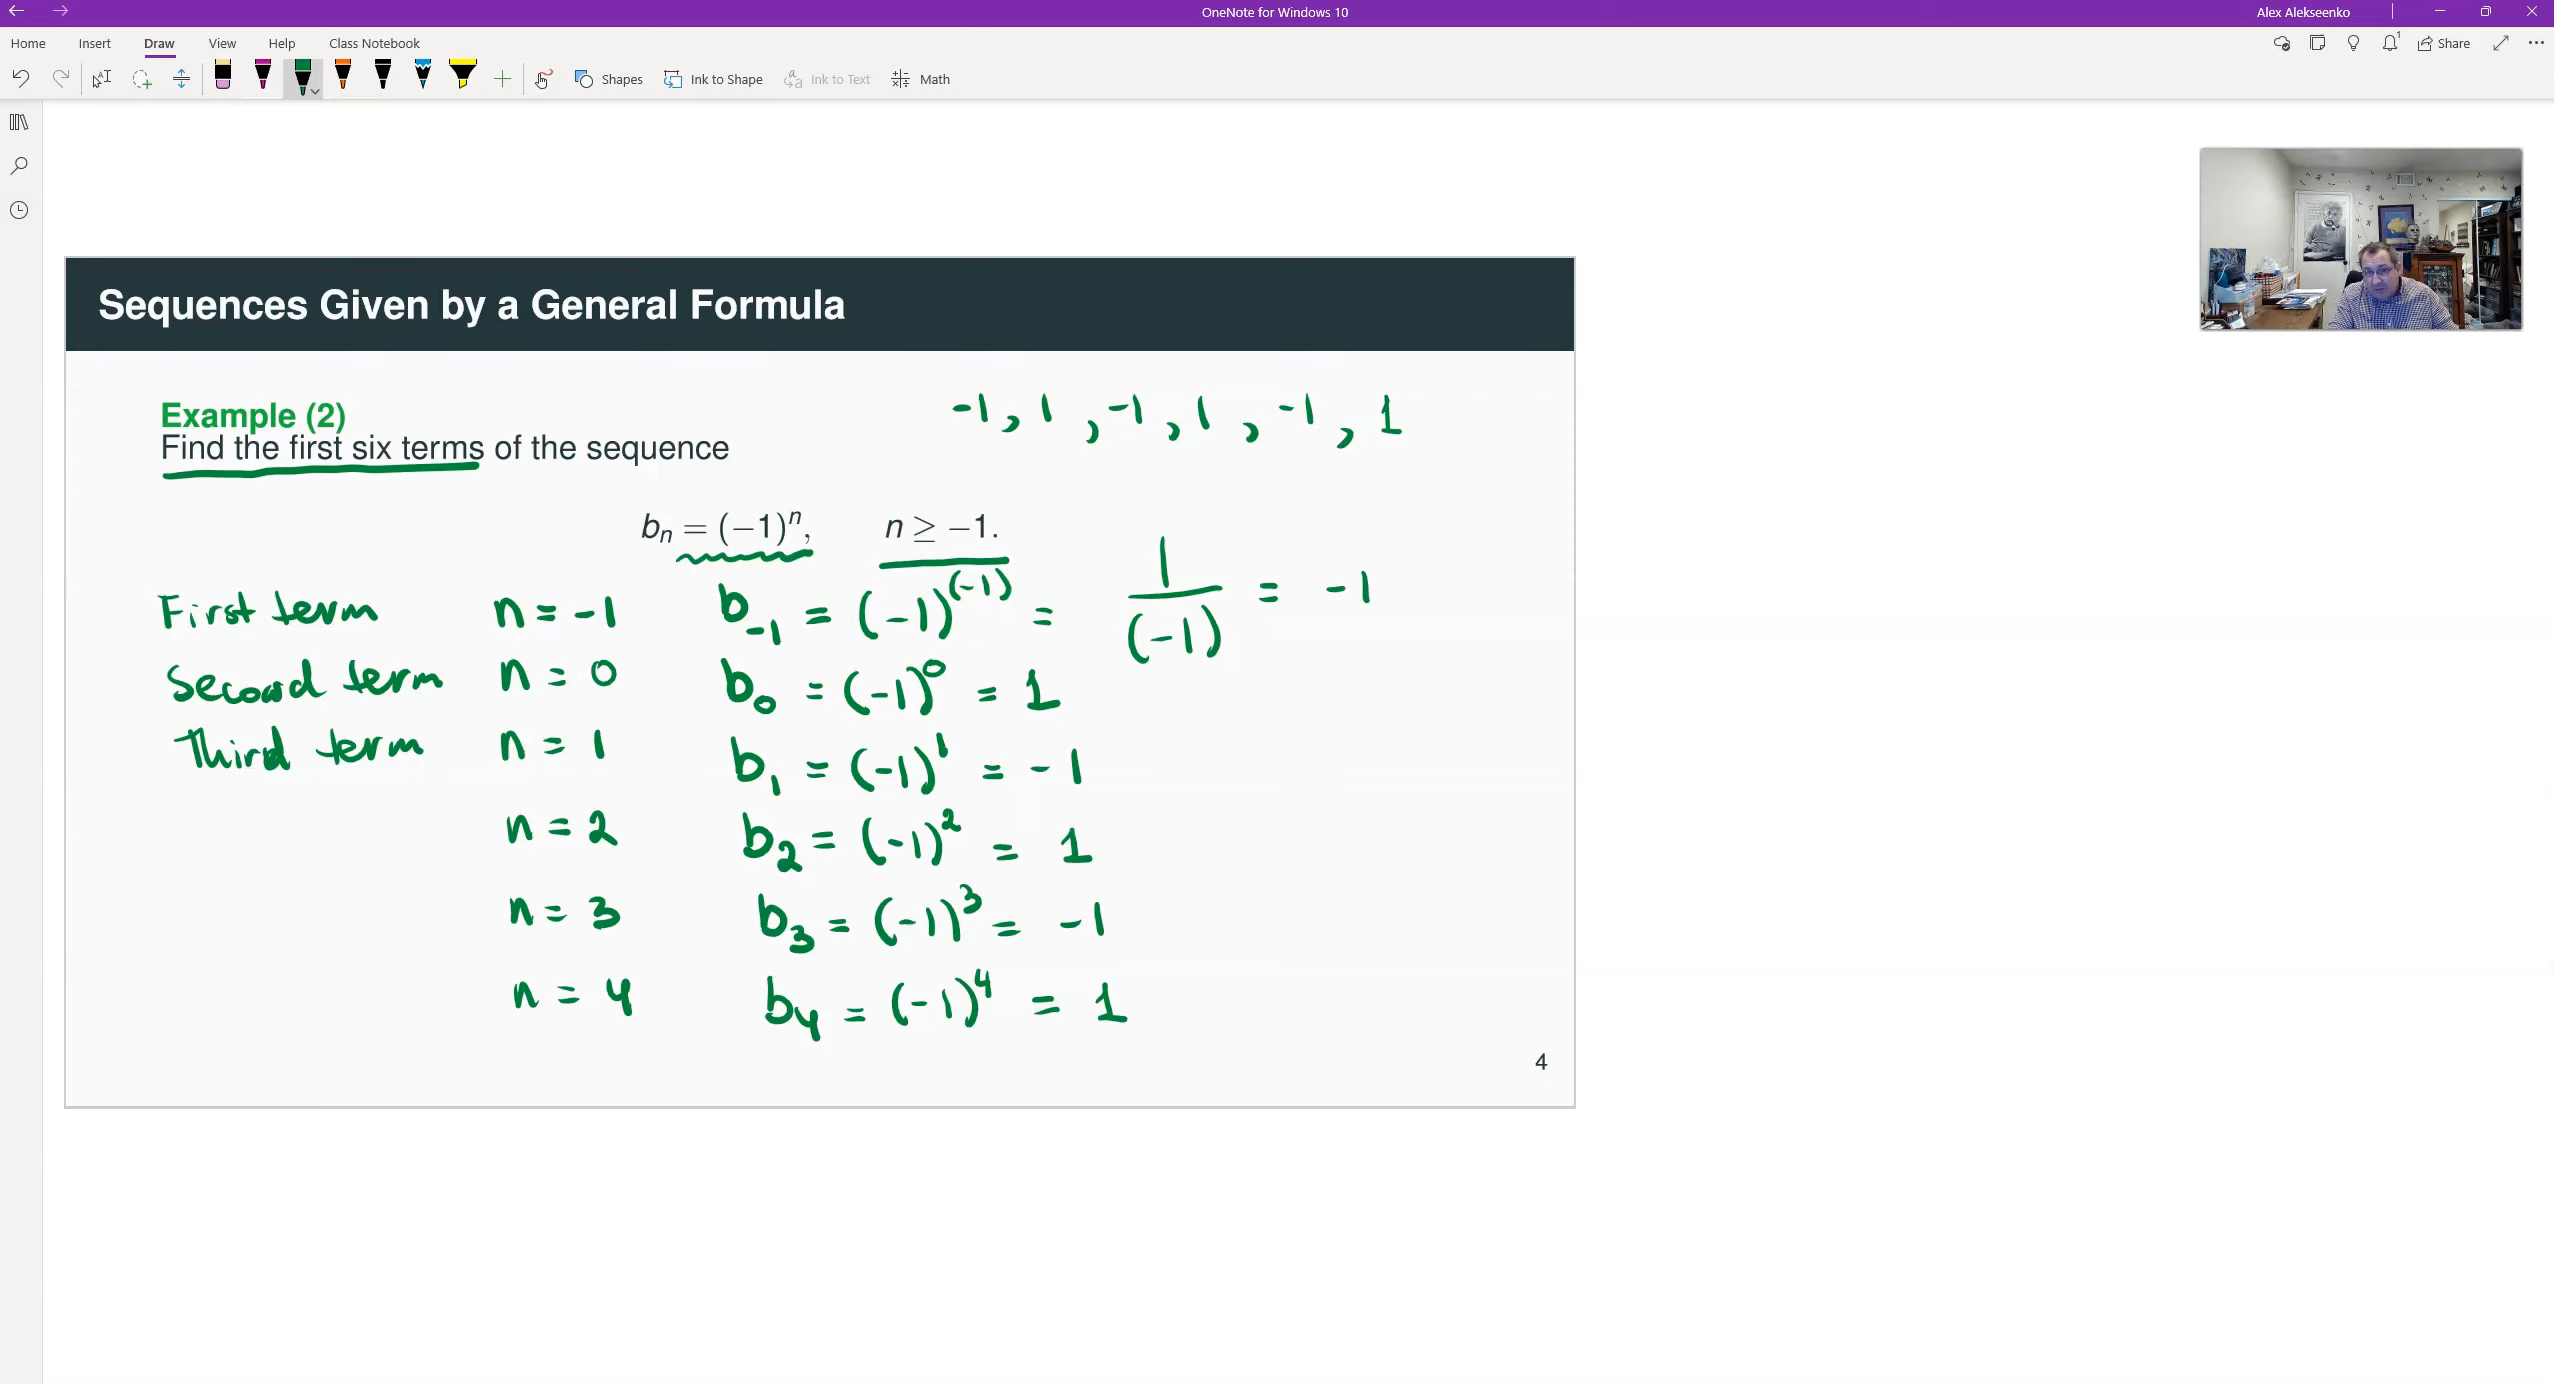 OneNote for Windows 10
Alex Alekseenko
Home Insert Draw View Help Class Notebook
1 Share
Shapes Ink to Shape Ink to Text Math
Sequences Given by a General Formula
-1, 1, -1, 1, -1, 1
Example (2)
Find the first six terms of the sequence
bₙ = (−1)ⁿ, n ≥ −1.
First term n = -1 b₋₁ = (-1)^(-1) = 1/(-1) = -1
Second term n = 0 b₀ = (-1)⁰ = 1
Third term n = 1 b₁ = (-1)¹ = -1
n = 2 b₂ = (-1)² = 1
n = 3 b₃ = (-1)³ = -1
n = 4 b₄ = (-1)⁴ = 1
4